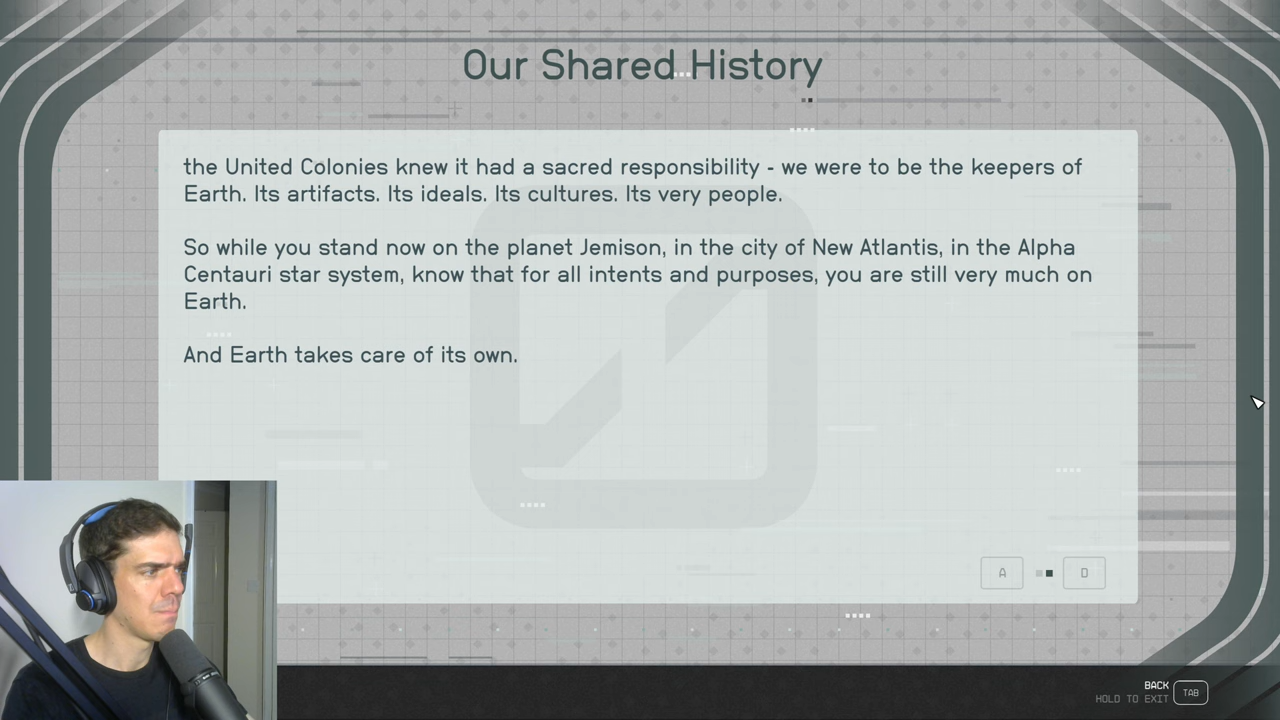 Our Shared History
the United Colonies knew it had a sacred responsibility - we were to be the keepers of
Earth. Its artifacts. Its ideals. Its cultures. Its very people.
So while you stand now on the planet Jemison, in the city of New Atlantis, in the Alpha
Centauri star system, know that for all intents and purposes, you are still very much on
Earth.
And Earth takes care of its own.
A D
BACK
HOLD TO EXIT TAB